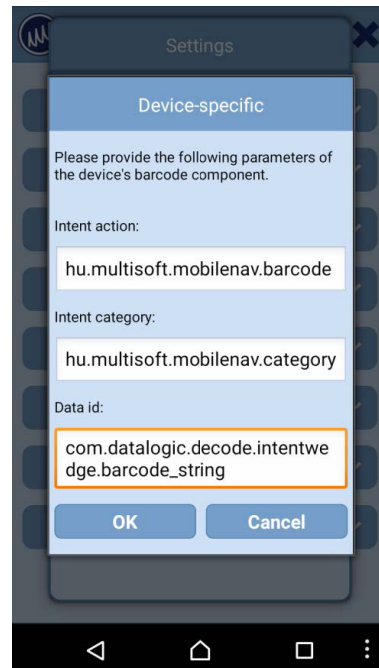 Settings
Device-specific
Please provide the following parameters of
the device's barcode component.
Intent action:
hu.multisoft.mobilenav.barcode
Intent category:
hu.multisoft.mobilenav.category
Data id:
com.datalogic.decode.intentwe
dge.barcode_string
OK
Cancel